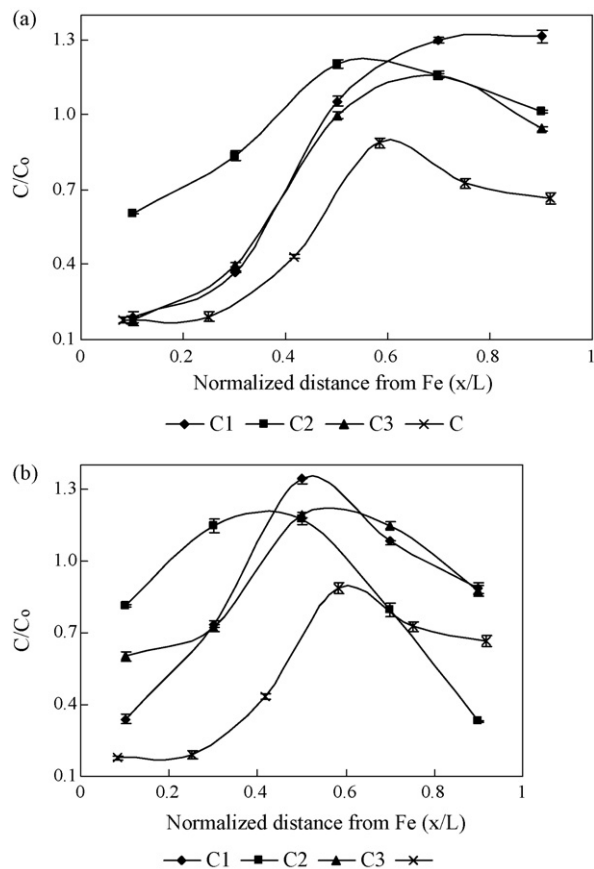 (a)
1.3
1.0
0.7
0.4
0.1
C/Co
0 0.2 0.4 0.6 0.8 1
Normalized distance from Fe (x/L)
C1 C2 C3 C
(b)
1.3
1.0
0.7
0.4
0.1
C/Co
0 0.2 0.4 0.6 0.8 1
Normalized distance from Fe (x/L)
C1 C2 C3